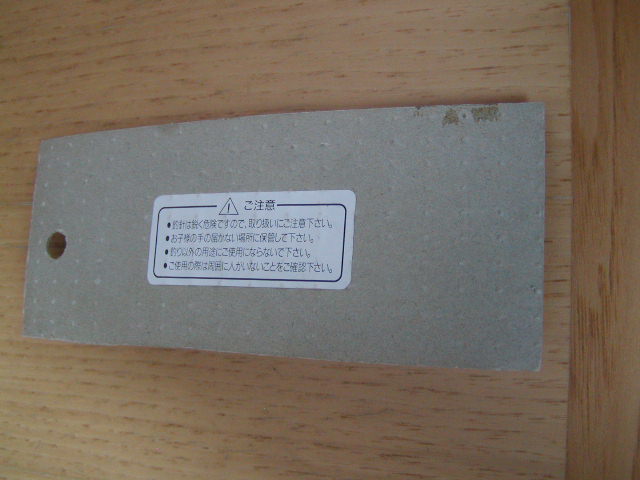 ご注意
●釣針は鋭く危険ですので、取り扱いにご注意下さい。
●お子様の手の届かない場所に保管して下さい。
●釣り以外の用途にご使用にならないで下さい。
●ご使用の際は周囲に人がいないことをご確認下さい。